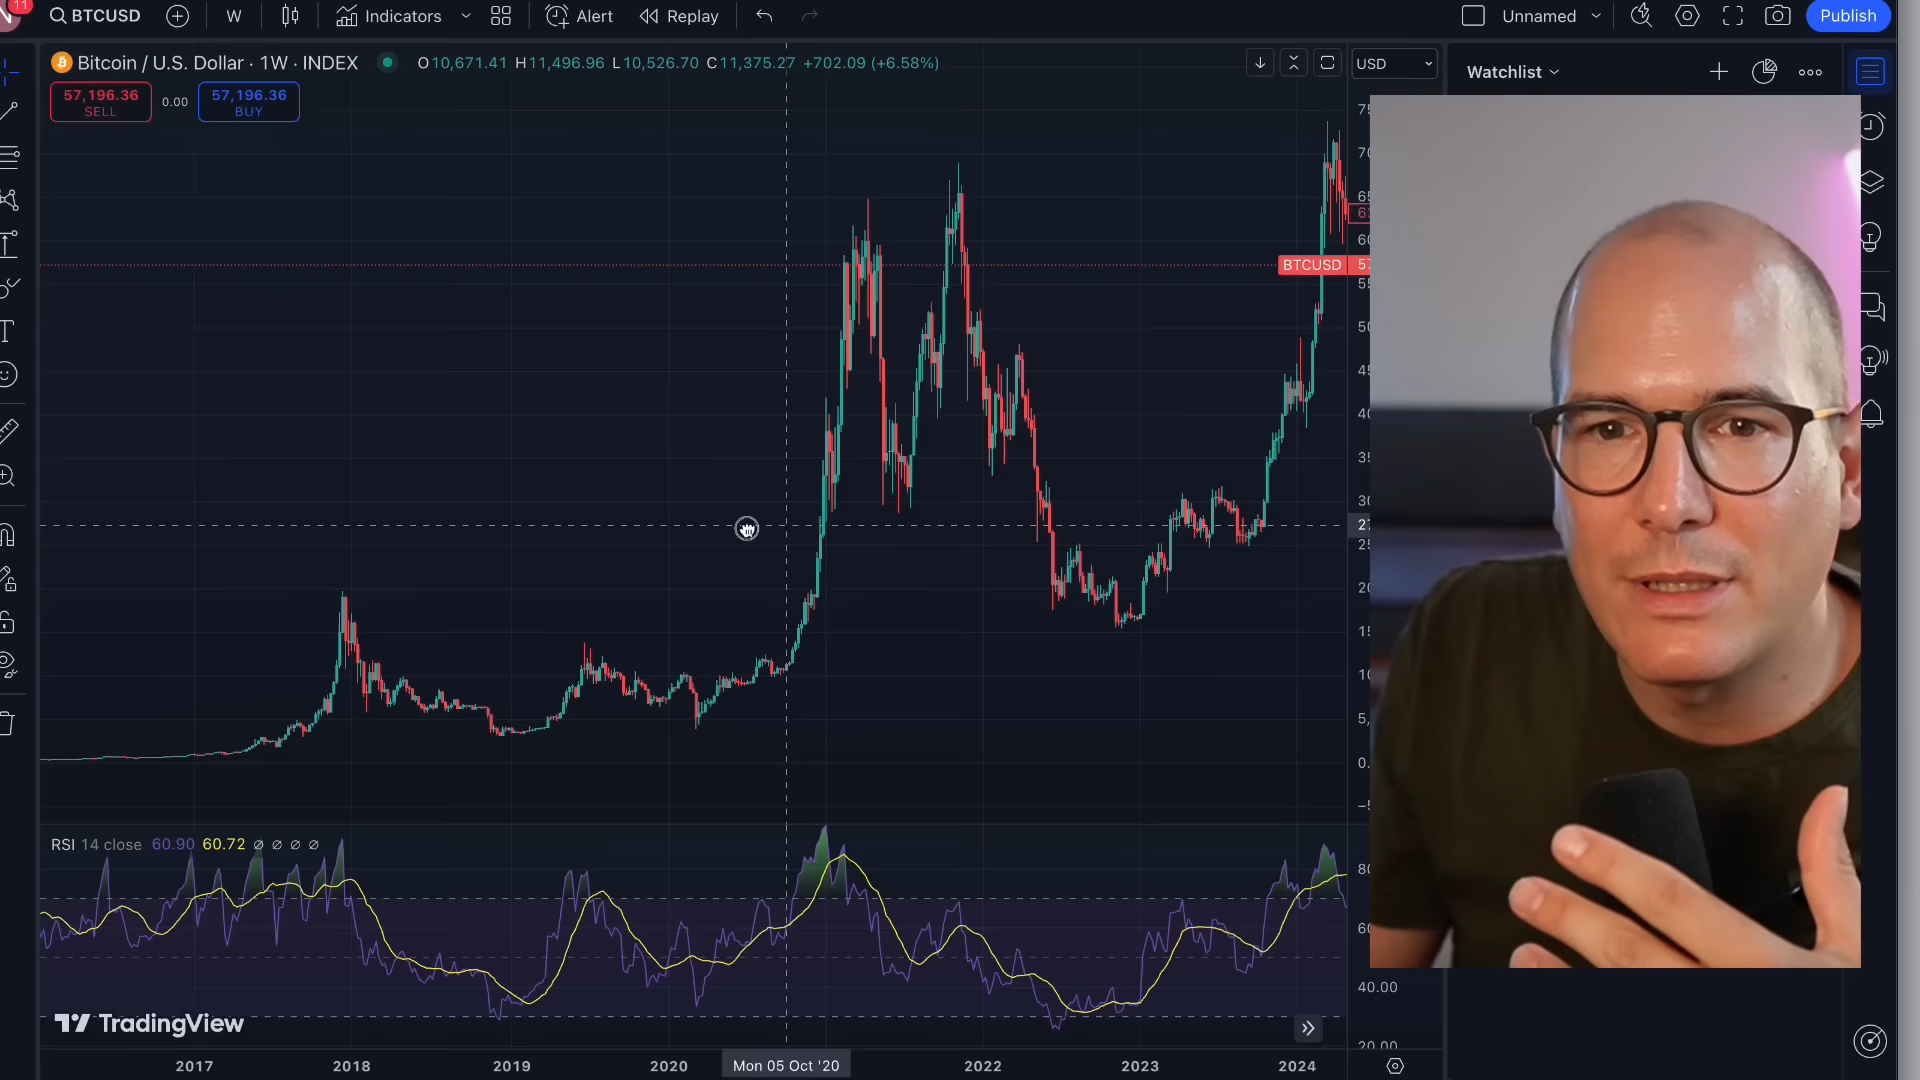 11
BTCUSD
W
Indicators
Alert
Replay
Unnamed
Publish
Bitcoin / U.S. Dollar · 1W · INDEX
O10,671.41 H11,496.96 L10,526.70 C11,375.27 +702.09 (+6.58%)
USD
Watchlist
57,196.36
SELL
0.00
57,196.36
BUY
BTCUSD
0.
RSI 14 close 60.90 60.72 ∅ ∅ ∅ ∅
40.00
20.00
TradingView
2017
2018
2019
2020
Mon 05 Oct '20
2022
2023
2024